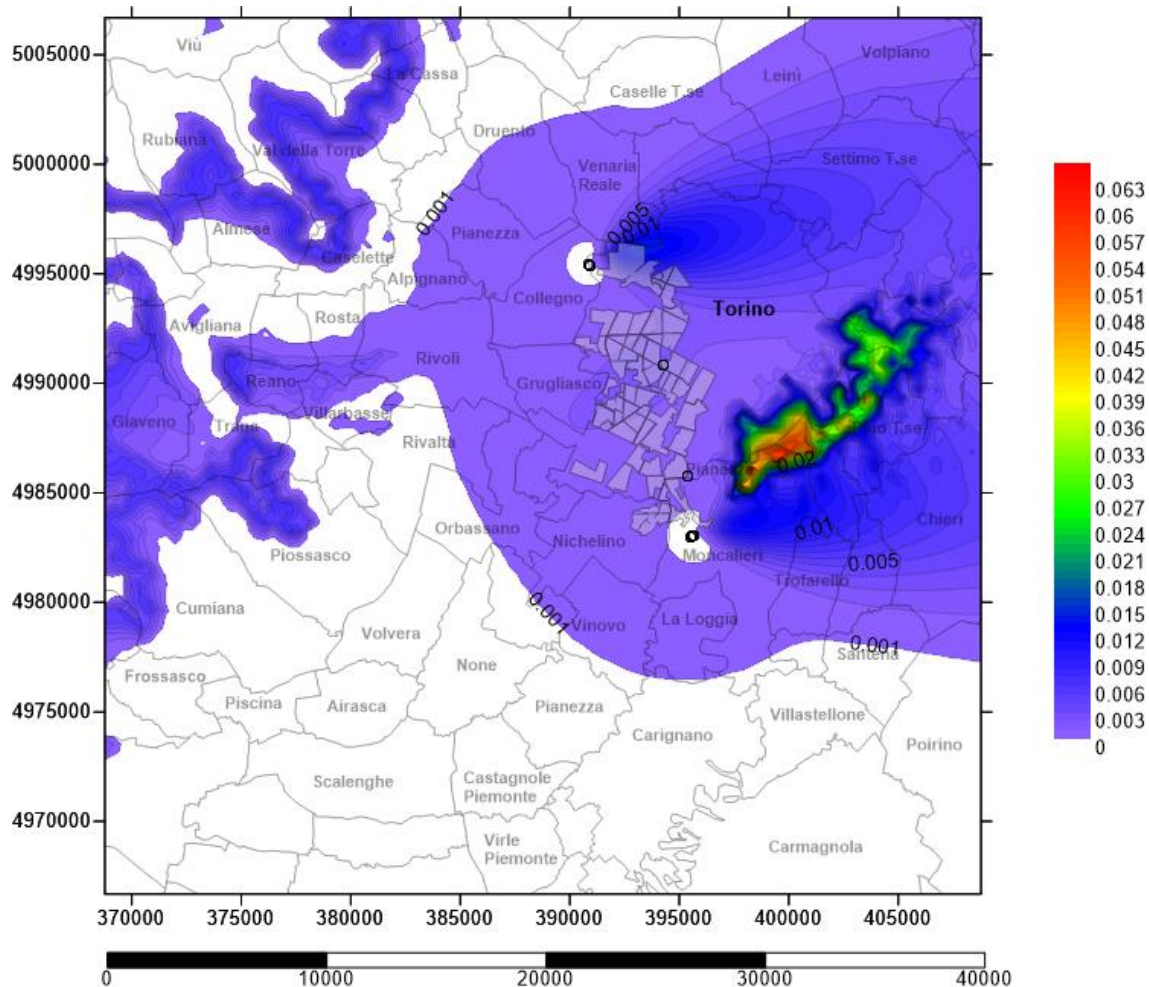 5005000
5000000
4995000
4990000
4985000
4980000
4975000
4970000
Viù
La Cassa
Caselle T.se
Leinì
Volpiano
Rubiana
Val della Torre
Druento
Venaria
Reale
Settimo T.se
0.001
0.005
0.01
Almese
Caselette
Pianezza
Alpignano
Collegno
Torino
Avigliana
Rosta
Rivoli
Reano
Grugliasco
Giaveno
Trana
Villarbasse
Rivalta
Pianezza
0.02
Orbassano
Nichelino
0.01
Chieri
Piossasco
Moncalieri
0.005
Trofarello
Cumiana
0.001
Vinovo
La Loggia
Volvera
0.001
Santena
None
Frossasco
Piscina
Airasca
Pianezza
Villastellone
Carignano
Poirino
Scalenghe
Castagnole
Piemonte
Virle
Piemonte
Carmagnola
370000 375000 380000 385000 390000 395000 400000 405000
0 10000 20000 30000 40000
0.063
0.06
0.057
0.054
0.051
0.048
0.045
0.042
0.039
0.036
0.033
0.03
0.027
0.024
0.021
0.018
0.015
0.012
0.009
0.006
0.003
0